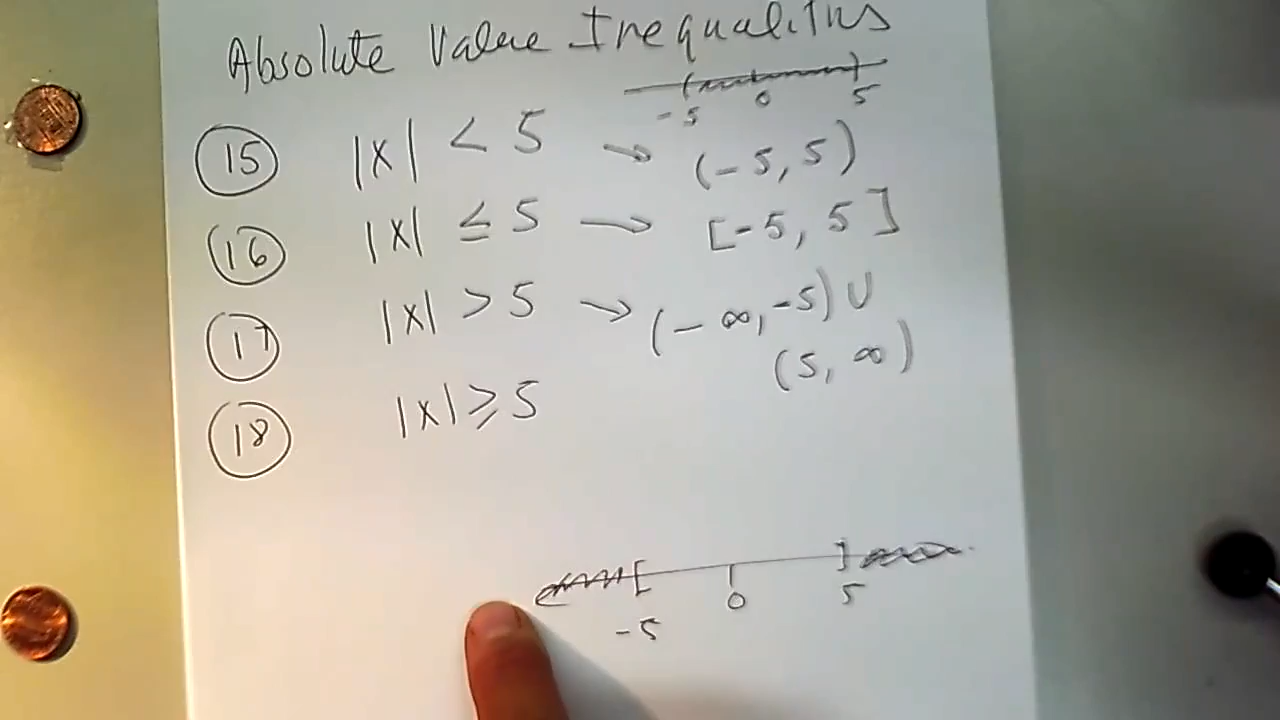 Absolute Value Inequalities
-5 0 5
15 |x| < 5 → (-5, 5)
16 |x| ≤ 5 → [-5, 5]
17 |x| > 5 → (-∞, -5) ∪
(5, ∞)
18 |x| ≥ 5
[ ]
-5 0 5